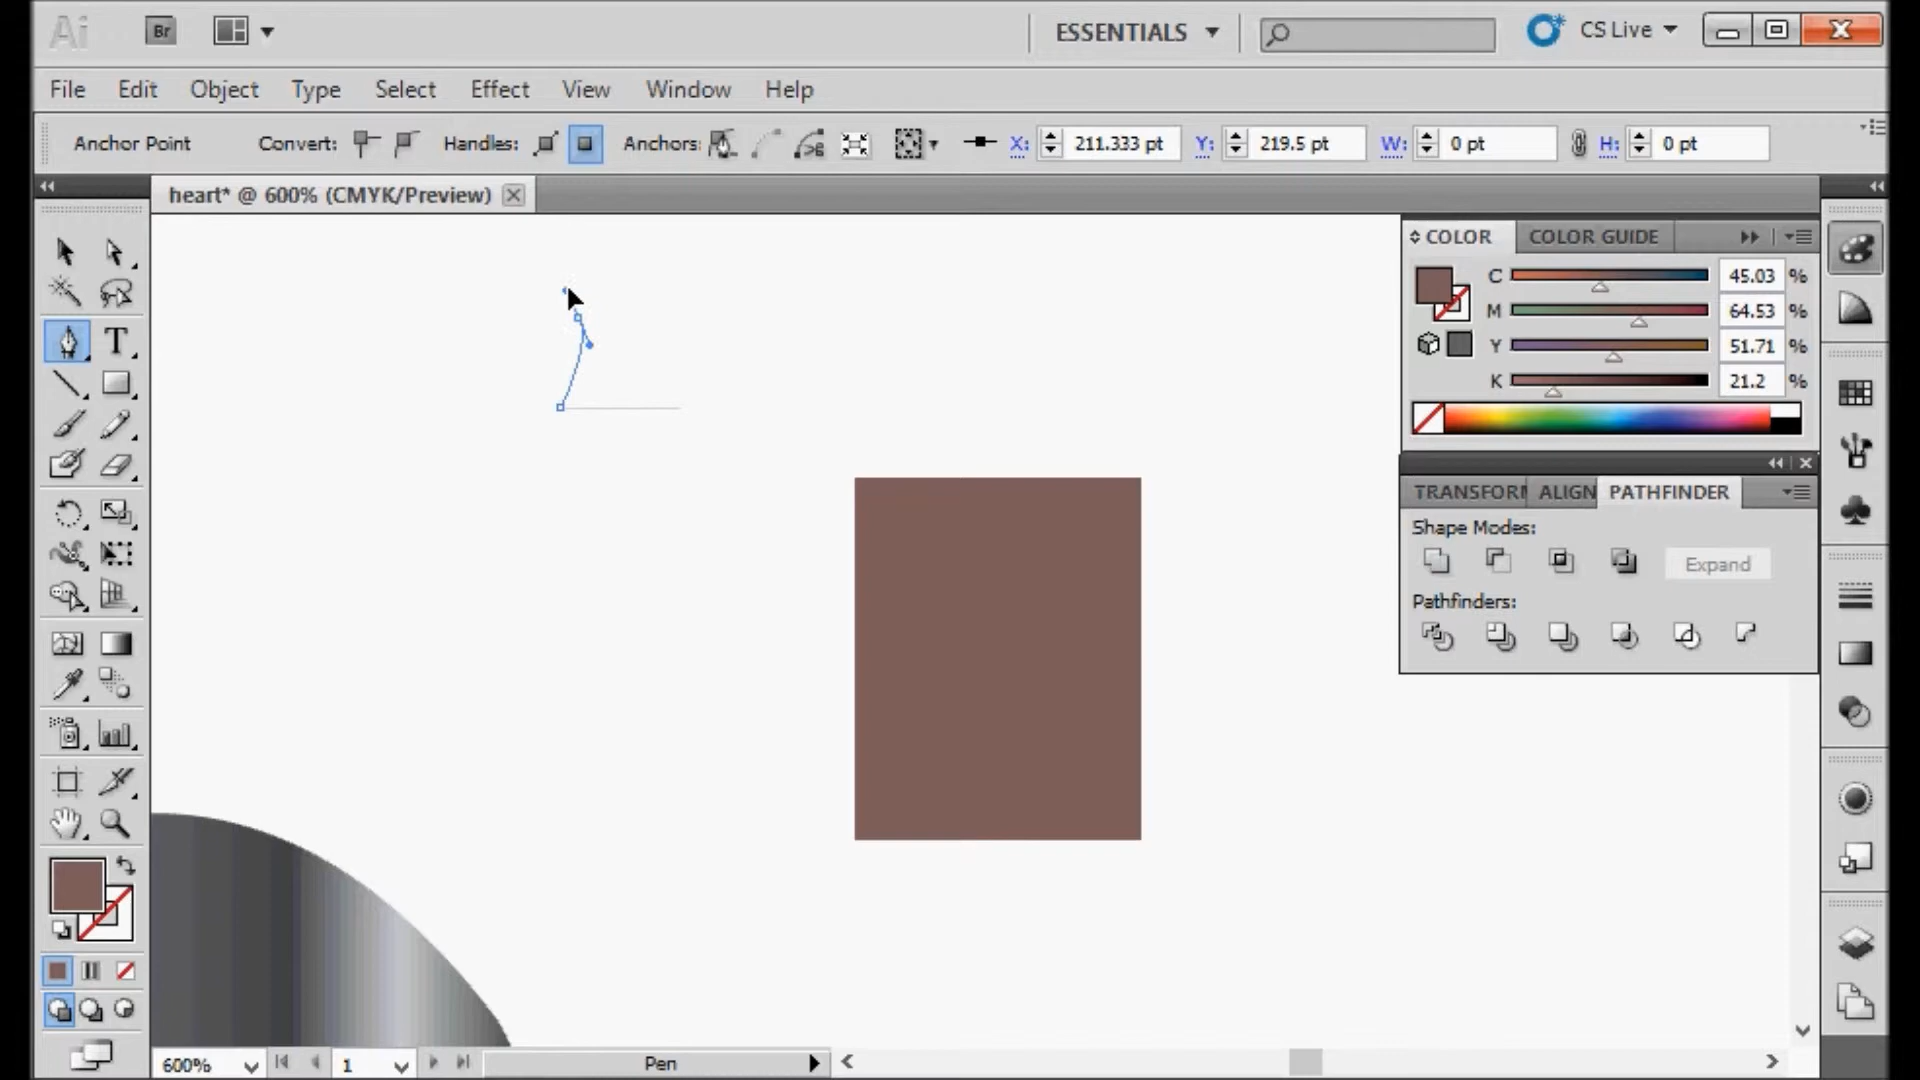 Ai Br ESSENTIALS CS Live
File Edit Object Type Select Effect View Window Help
Anchor Point Convert: Handles: Anchors: X: 211.333 pt Y: 219.5 pt W: 0 pt H: 0 pt
heart* @ 600% (CMYK/Preview)
COLOR COLOR GUIDE
C 45.03 %
M 64.53 %
Y 51.71 %
K 21.2 %
TRANSFORM ALIGN PATHFINDER
Shape Modes:
Expand
Pathfinders:
T
600% 1 Pen